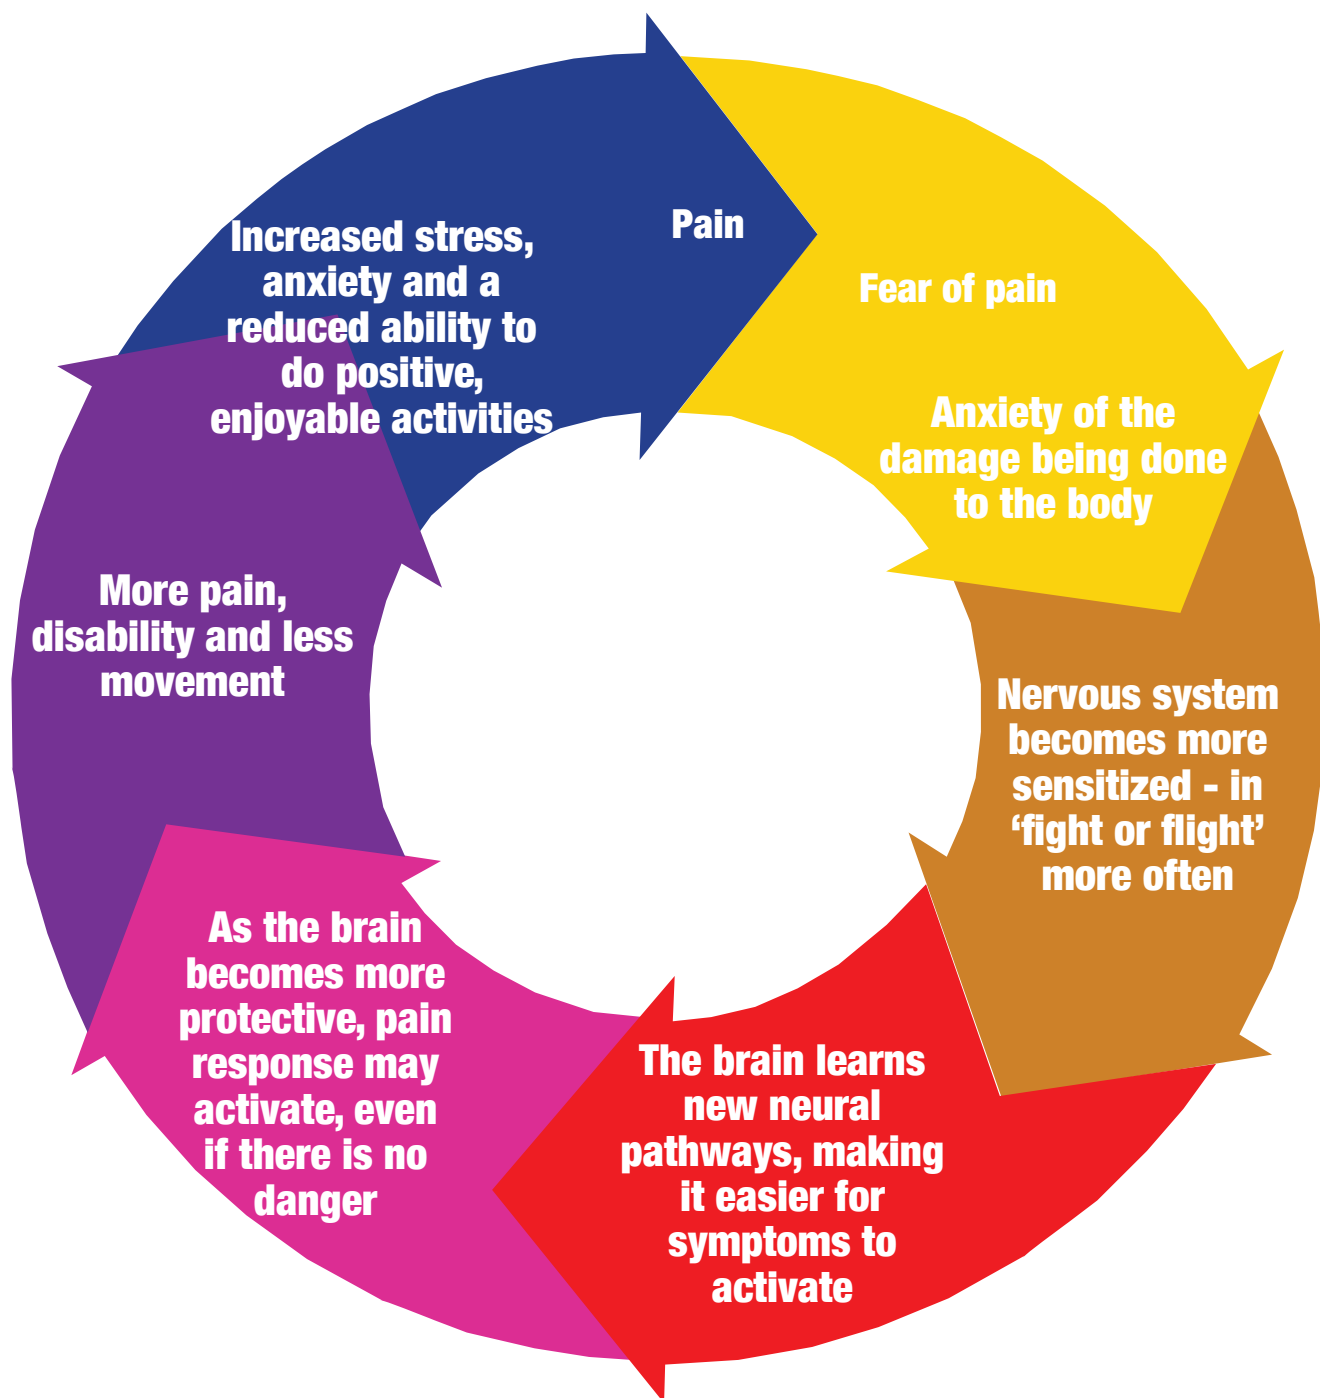 Pain
Fear of pain
Anxiety of the
damage being done
to the body
Nervous system
becomes more
sensitized - in
‘fight or flight’
more often
The brain learns
new neural
pathways, making
it easier for
symptoms to
activate
As the brain
becomes more
protective, pain
response may
activate, even
if there is no
danger
More pain,
disability and less
movement
Increased stress,
anxiety and a
reduced ability to
do positive,
enjoyable activities